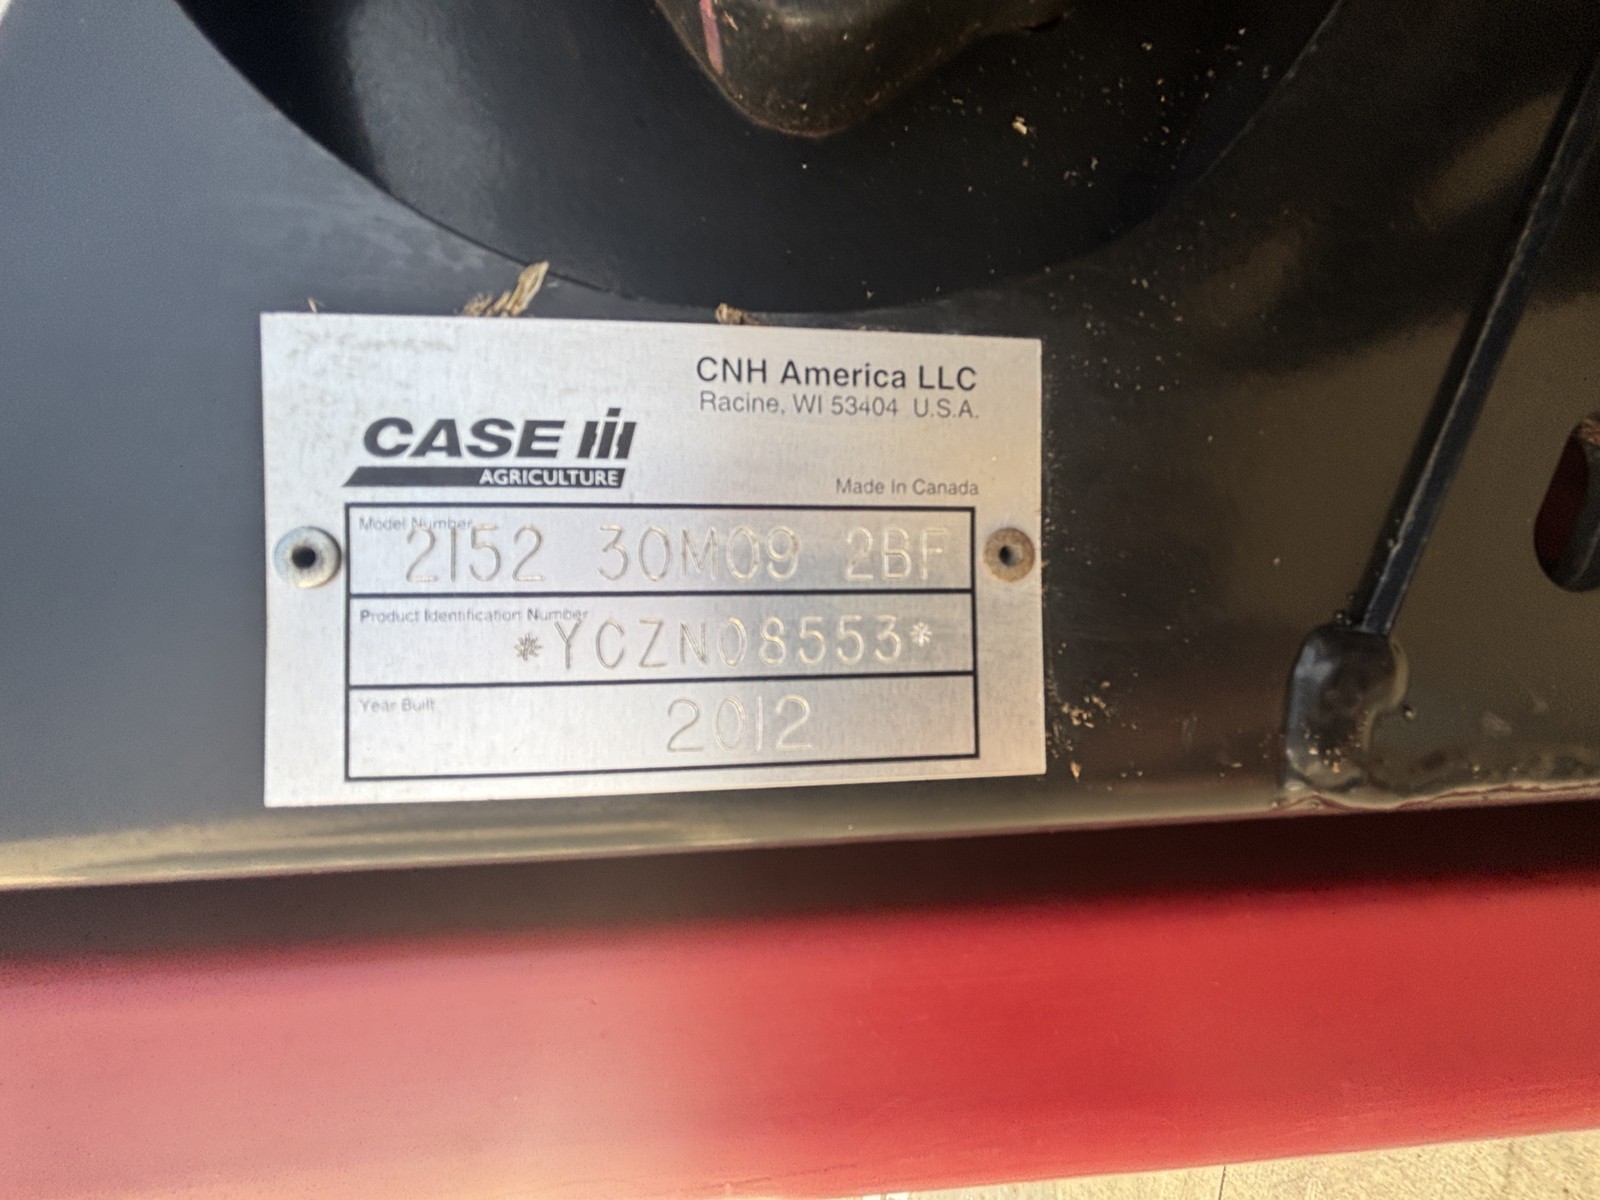 CNH America LLC
Racine, WI 53404 U.S.A.
CASE IH
AGRICULTURE
Made In Canada
Model Number
2152 30M09 2BF
Product Identification Number
*YCZN08553*
Year Built
2012